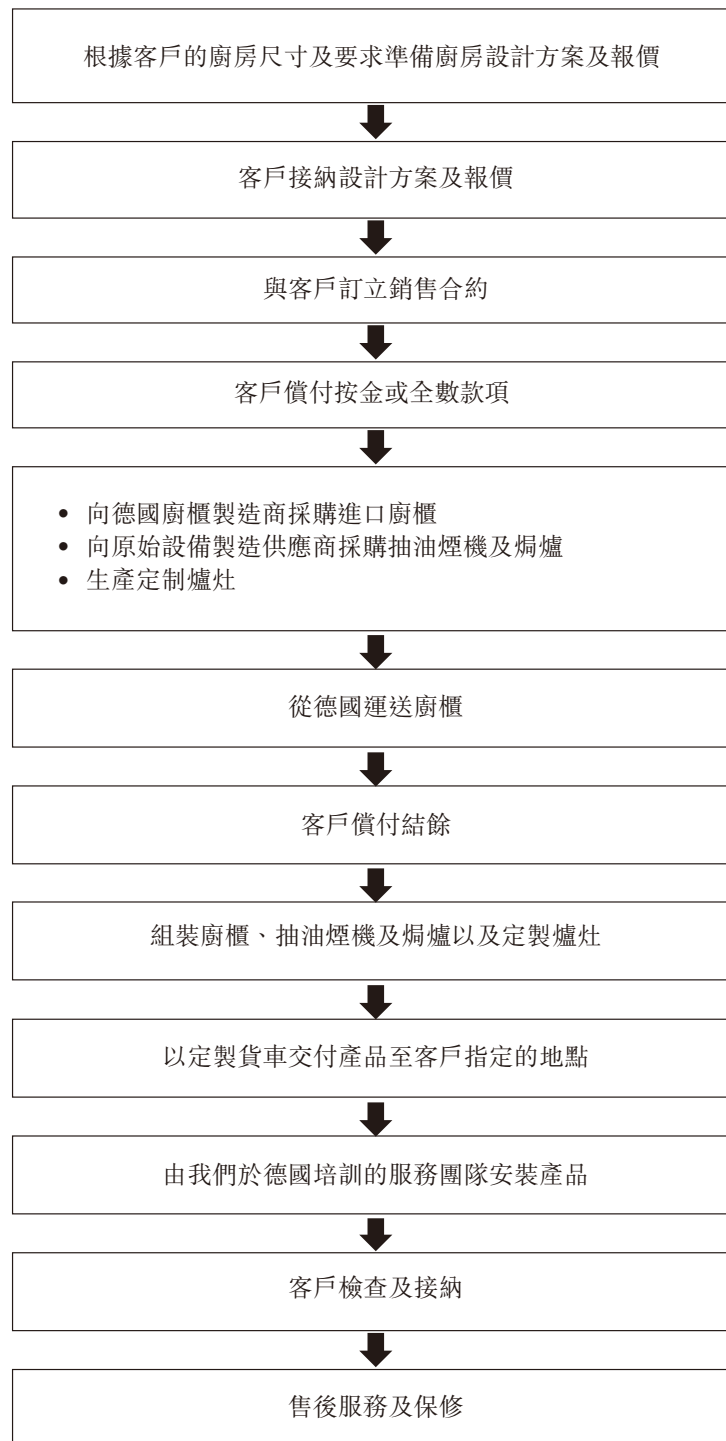 根據客戶的廚房尺寸及要求準備廚房設計方案及報價
客戶接納設計方案及報價
與客戶訂立銷售合約
客戶償付按金或全數款項
• 向德國廚櫃製造商採購進口廚櫃
• 向原始設備製造供應商採購抽油煙機及焗爐
• 生產定制爐灶
從德國運送廚櫃
客戶償付結餘
組裝廚櫃、抽油煙機及焗爐以及定製爐灶
以定製貨車交付產品至客戶指定的地點
由我們於德國培訓的服務團隊安裝產品
客戶檢查及接納
售後服務及保修